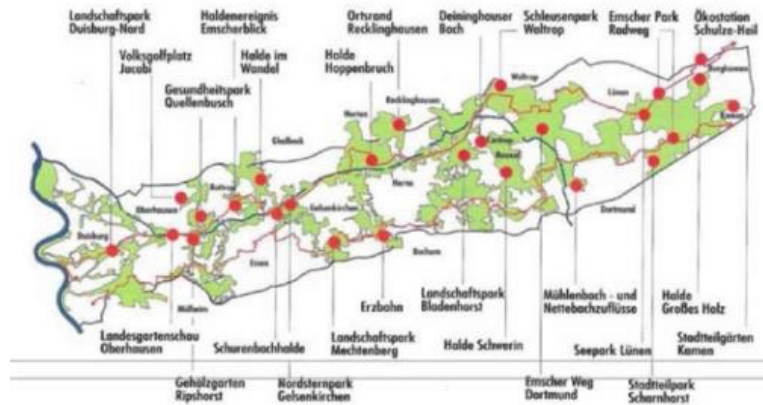 Landschaftspark
Duisburg-Nord
Haldenereignis
Emscherblick
Ortsrand
Recklinghausen
Deininghauser
Bach
Schleusenpark
Waltrop
Emscher Park
Radweg
Ökostation
Schulze-Heil
Volksgolfplatz
Jacobi
Halde im
Wandel
Halde
Hoppenbruch
Gesundheitspark
Quellenbusch
Waltrop
Lünen
Bergkamen
Kamen
Recklinghausen
Herten
Gladbeck
Castrop
Rauxel
Bottrop
Herne
Oberhausen
Gelsenkirchen
Dortmund
Duisburg
Essen
Bochum
Mülheim
Landesgartenschau
Oberhausen
Schurenbachhalde
Landschaftspark
Mechtenberg
Erzbahn
Landschaftspark
Bladenhorst
Halde Schwerin
Mühlenbach - und
Nettebachzuflüsse
Halde
Großes Holz
Seepark Lünen
Stadtteilgärten
Kamen
Gehölzgarten
Ripshorst
Nordsternpark
Gelsenkirchen
Emscher Weg
Dortmund
Stadtteilpark
Scharnhorst